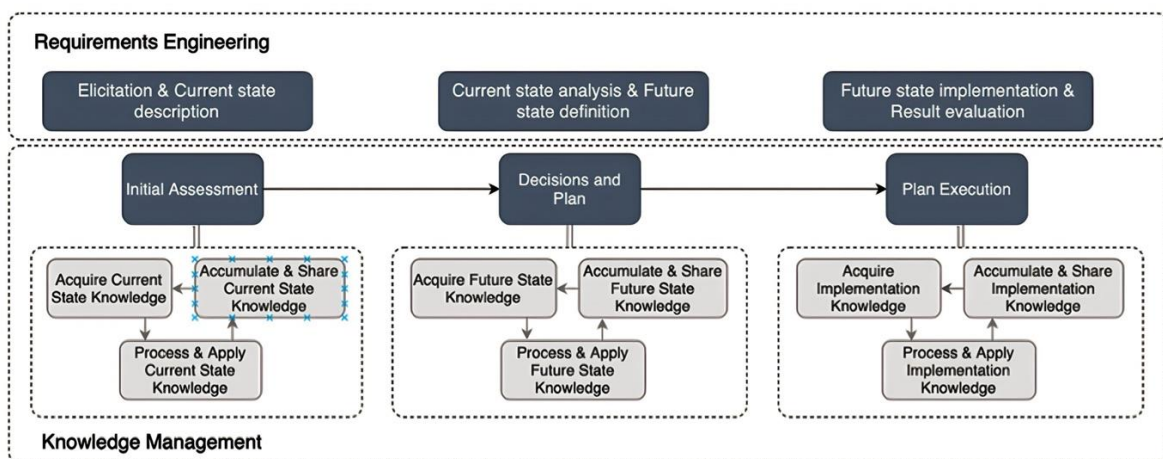 Requirements Engineering
Elicitation & Current state
description
Current state analysis & Future
state definition
Future state implementation &
Result evaluation
Initial Assessment
Decisions and
Plan
Plan Execution
Acquire Current
State Knowledge
Accumulate & Share
Current State
Knowledge
Process & Apply
Current State
Knowledge
Acquire Future State
Knowledge
Accumulate & Share
Future State
Knowledge
Process & Apply
Future State
Knowledge
Acquire
Implementation
Knowledge
Accumulate & Share
Implementation
Knowledge
Process & Apply
Implementation
Knowledge
Knowledge Management